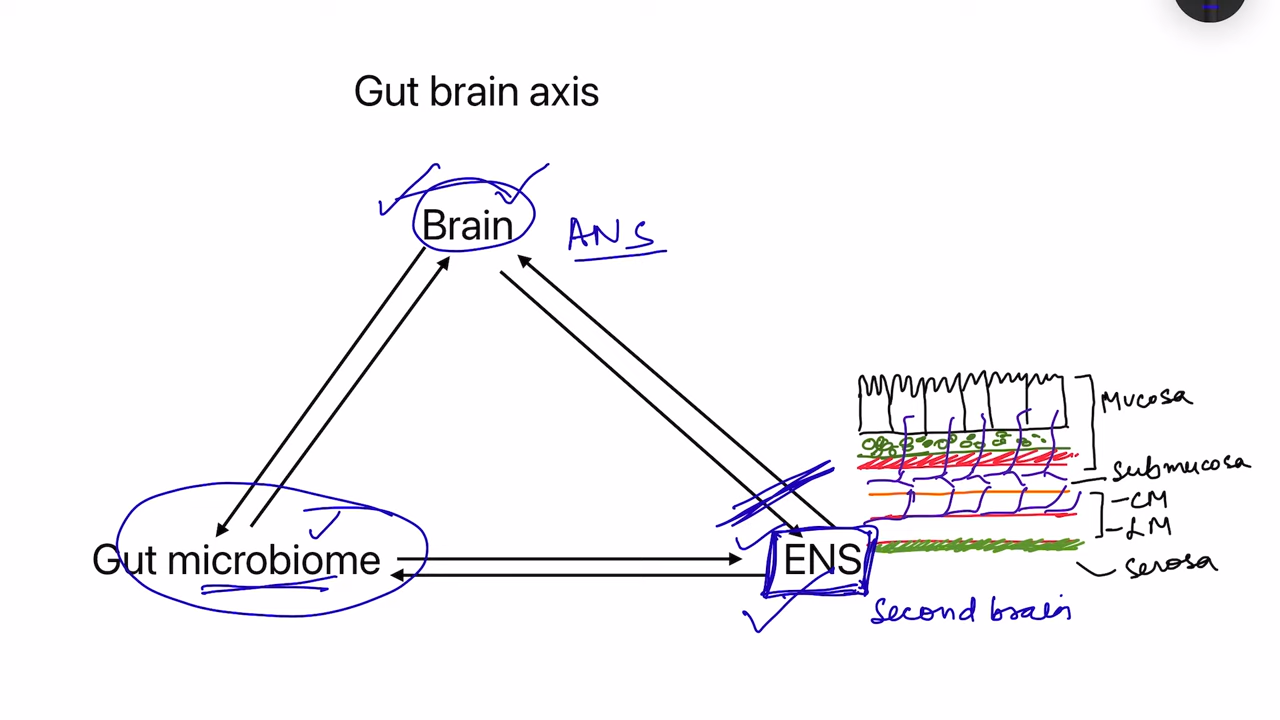 Gut brain axis
Brain
ANS
Mucosa
submucosa
CM
LM
serosa
Gut microbiome
ENS
Second brain